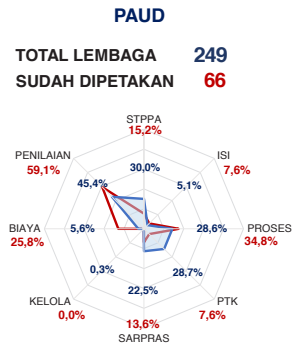 PAUD
TOTAL LEMBAGA 249
SUDAH DIPETAKAN 66
STPPA
15,2%
PENILAIAN
59,1%
ISI
7,6%
30,0%
45,4%
5,1%
BIAYA
25,8%
5,6%
28,6%
PROSES
34,8%
0,3%
28,7%
22,5%
KELOLA
0,0%
PTK
7,6%
13,6%
SARPRAS